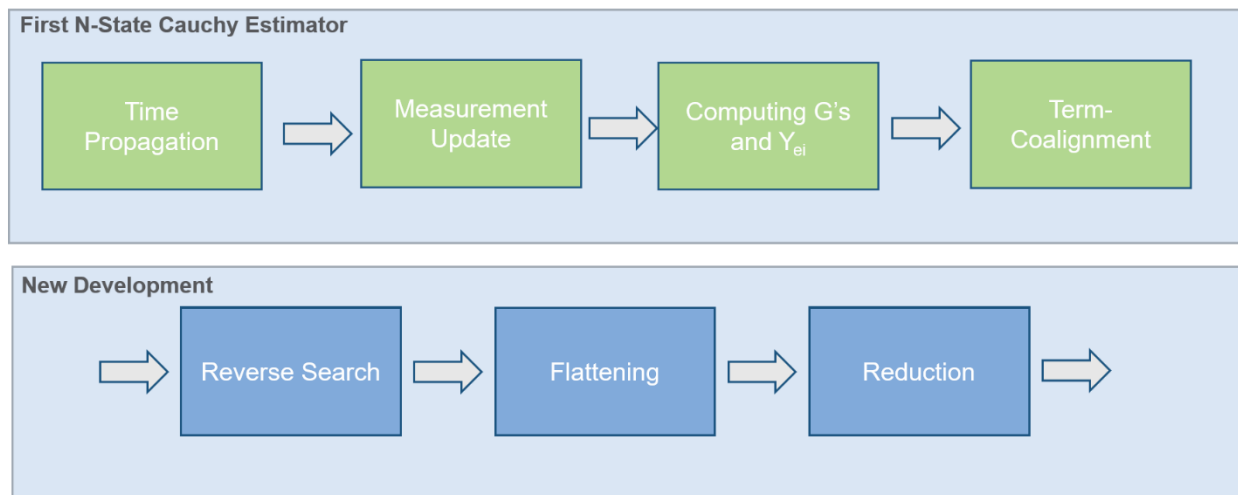 First N-State Cauchy Estimator
Time
Propagation
Measurement
Update
Computing G's
and Yei
Term-
Coalignment
New Development
Reverse Search
Flattening
Reduction